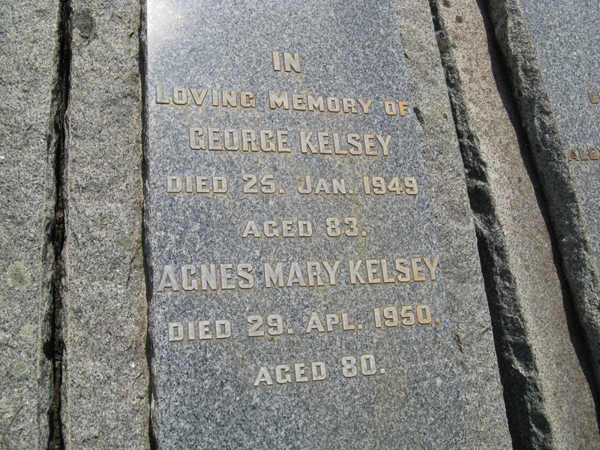 IN
LOVING MEMORY OF
GEORGE KELSEY
DIED 25. JAN. 1949
AGED 83.
AGNES MARY KELSEY
DIED 29. APL. 1950.
AGED 80.